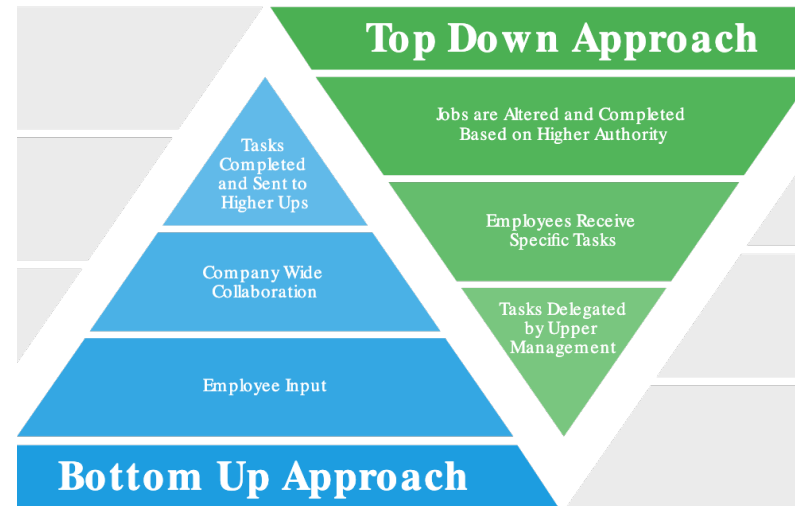 Top Down Approach
Jobs are Altered and Completed
Based on Higher Authority
Employees Receive
Specific Tasks
Tasks Delegated
by Upper
Management
Tasks
Completed
and Sent to
Higher Ups
Company Wide
Collaboration
Employee Input
Bottom Up Approach